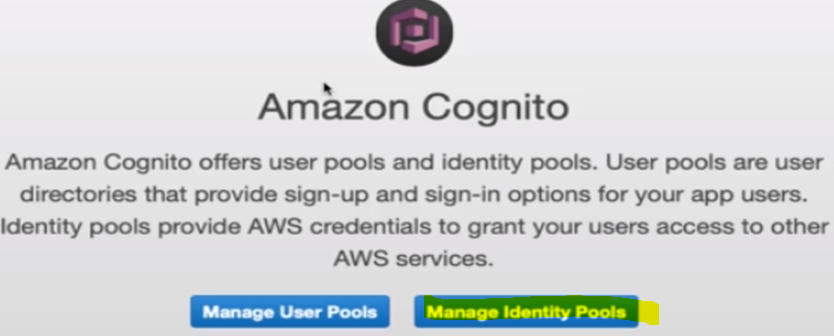 Amazon Cognito
Amazon Cognito offers user pools and identity pools. User pools are user
directories that provide sign-up and sign-in options for your app users.
Identity pools provide AWS credentials to grant your users access to other
AWS services.
Manage User Pools Manage Identity Pools